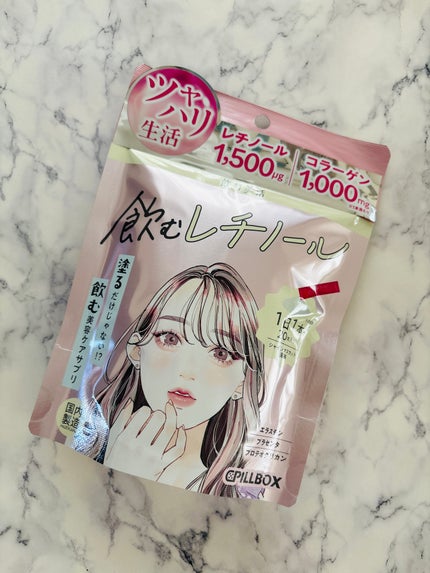 ツヤ
ハリ
生活
レチノール
1,500μg
コラーゲン
1,000mg
飲むレチノール
塗るだけじゃない!?
飲む美容ケアサプリ
1日1本
20本
国内
製造
エラスチン
プラセンタ
プロテオグリカン
PILLBOX